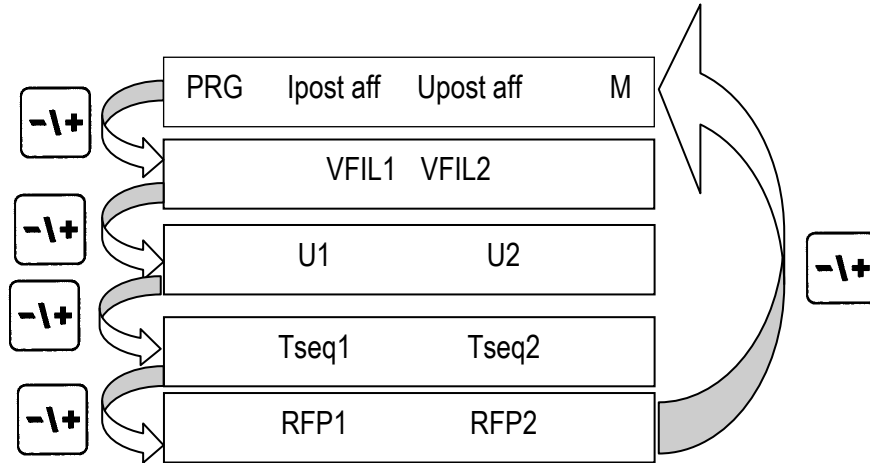 PRG Ipost aff Upost aff M
-\+
VFIL1 VFIL2
-\+
U1 U2
-\+
-\+
Tseq1 Tseq2
-\+
RFP1 RFP2